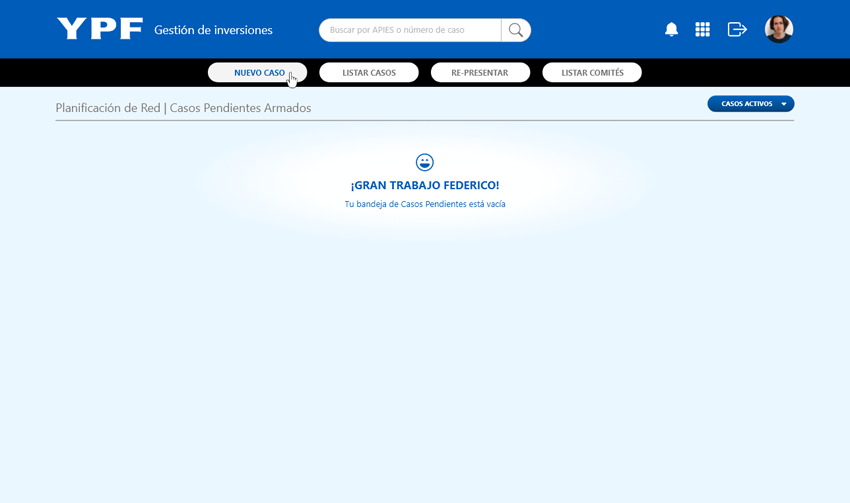 YPF Gestión de inversiones
Buscar por APIES o número de caso
NUEVO CASO LISTAR CASOS RE-PRESENTAR LISTAR COMITÉS
Planificación de Red | Casos Pendientes Armados
CASOS ACTIVOS
¡GRAN TRABAJO FEDERICO!
Tu bandeja de Casos Pendientes está vacía